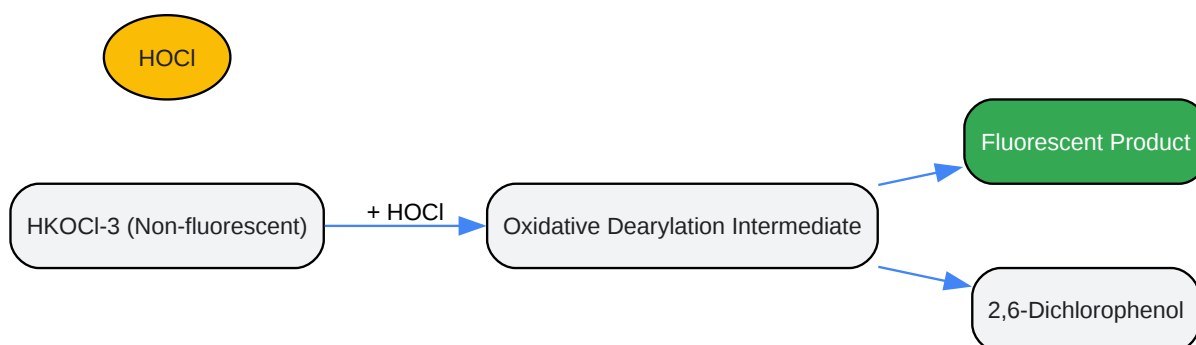 HOCl
Fluorescent Product
HKOCl-3 (Non-fluorescent)
+ HOCl
Oxidative Dearylation Intermediate
2,6-Dichlorophenol